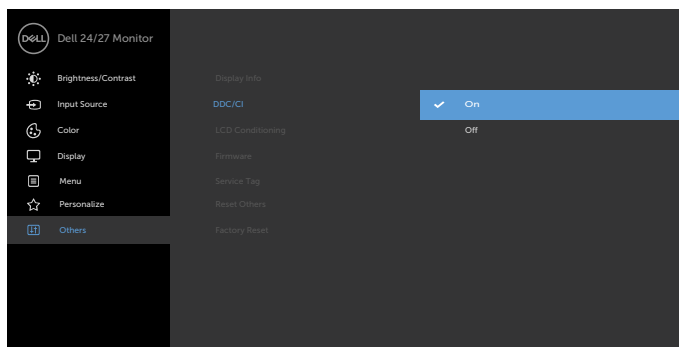 DELL
Dell 24/27 Monitor
Brightness/Contrast
Input Source
Color
Display
Menu
Personalize
Others
Display Info
DDC/CI
LCD Conditioning
Firmware
Service Tag
Reset Others
Factory Reset
On
Off